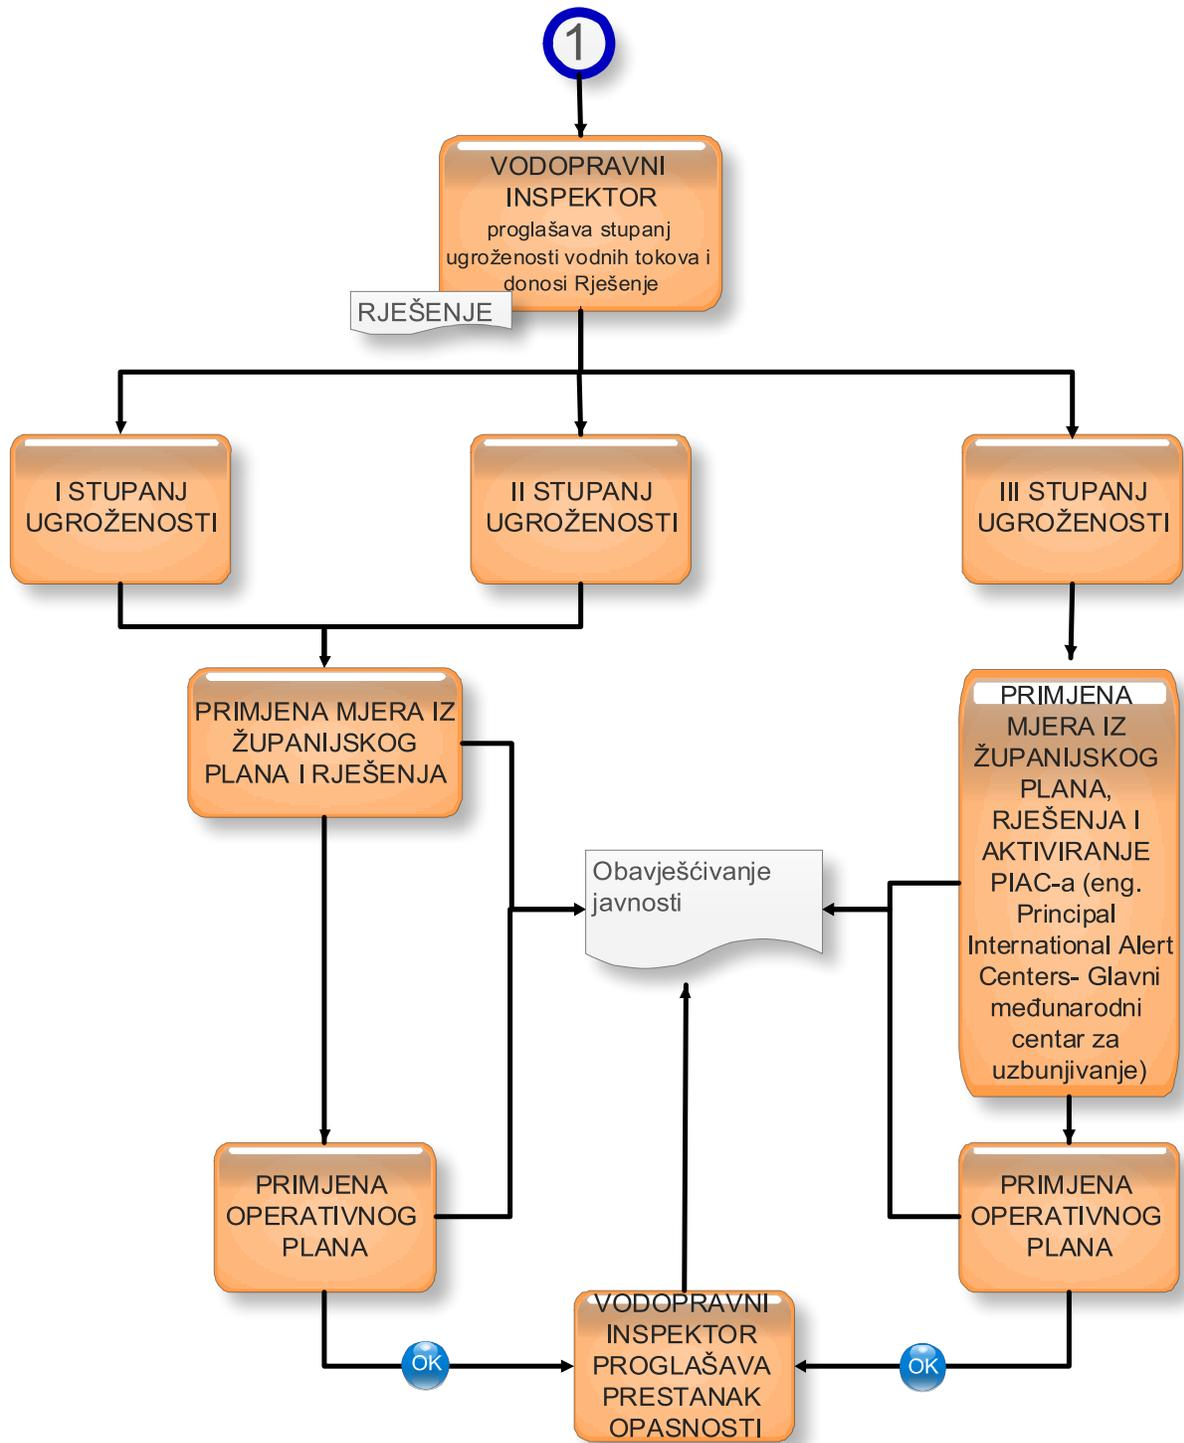 1
VODOPRAVNI
INSPEKTOR
proglašava stupanj
ugroženosti vodnih tokova i
donosi Rješenje
RJEŠENJE
I STUPANJ
UGROŽENOSTI
II STUPANJ
UGROŽENOSTI
III STUPANJ
UGROŽENOSTI
PRIMJENA MJERA IZ
ŽUPANIJSKOG
PLANA I RJEŠENJA
PRIMJENA
MJERA IZ
ŽUPANIJSKOG
PLANA,
RJEŠENJA I
AKTIVIRANJE
PIAC-a (eng.
Principal
International Alert
Centers- Glavni
međunarodni
centar za
uzbunjivanje)
Obavješćivanje
javnosti
PRIMJENA
OPERATIVNOG
PLANA
PRIMJENA
OPERATIVNOG
PLANA
OK
VODOPRAVNI
INSPEKTOR
PROGLAŠAVA
PRESTANAK
OPASNOSTI
OK